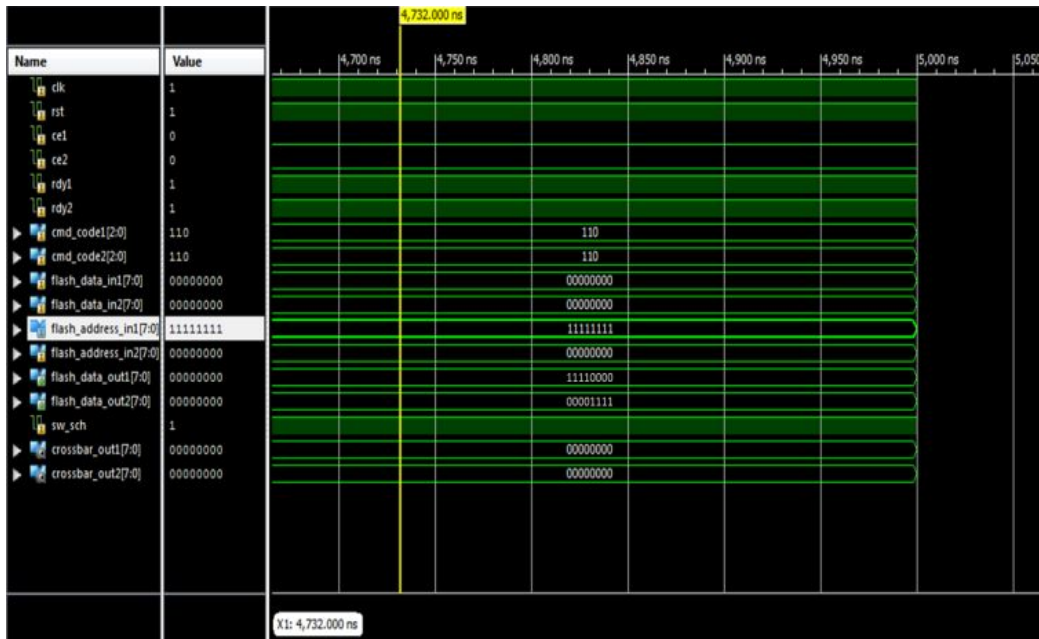 4,732.000 ns
Name Value 4,700 ns 4,750 ns 4,800 ns 4,850 ns 4,900 ns 4,950 ns 5,000 ns 5,050
clk 1
rst 1
ce1 0
ce2 0
rdy1 1
rdy2 1
cmd_code1[2:0] 110 110
cmd_code2[2:0] 110 110
flash_data_in1[7:0] 00000000 00000000
flash_data_in2[7:0] 00000000 00000000
flash_address_in1[7:0] 11111111 11111111
flash_address_in2[7:0] 00000000 00000000
flash_data_out1[7:0] 00000000 11110000
flash_data_out2[7:0] 00000000 00001111
sw_sch 1
crossbar_out1[7:0] 00000000 00000000
crossbar_out2[7:0] 00000000 00000000
X1: 4,732.000 ns